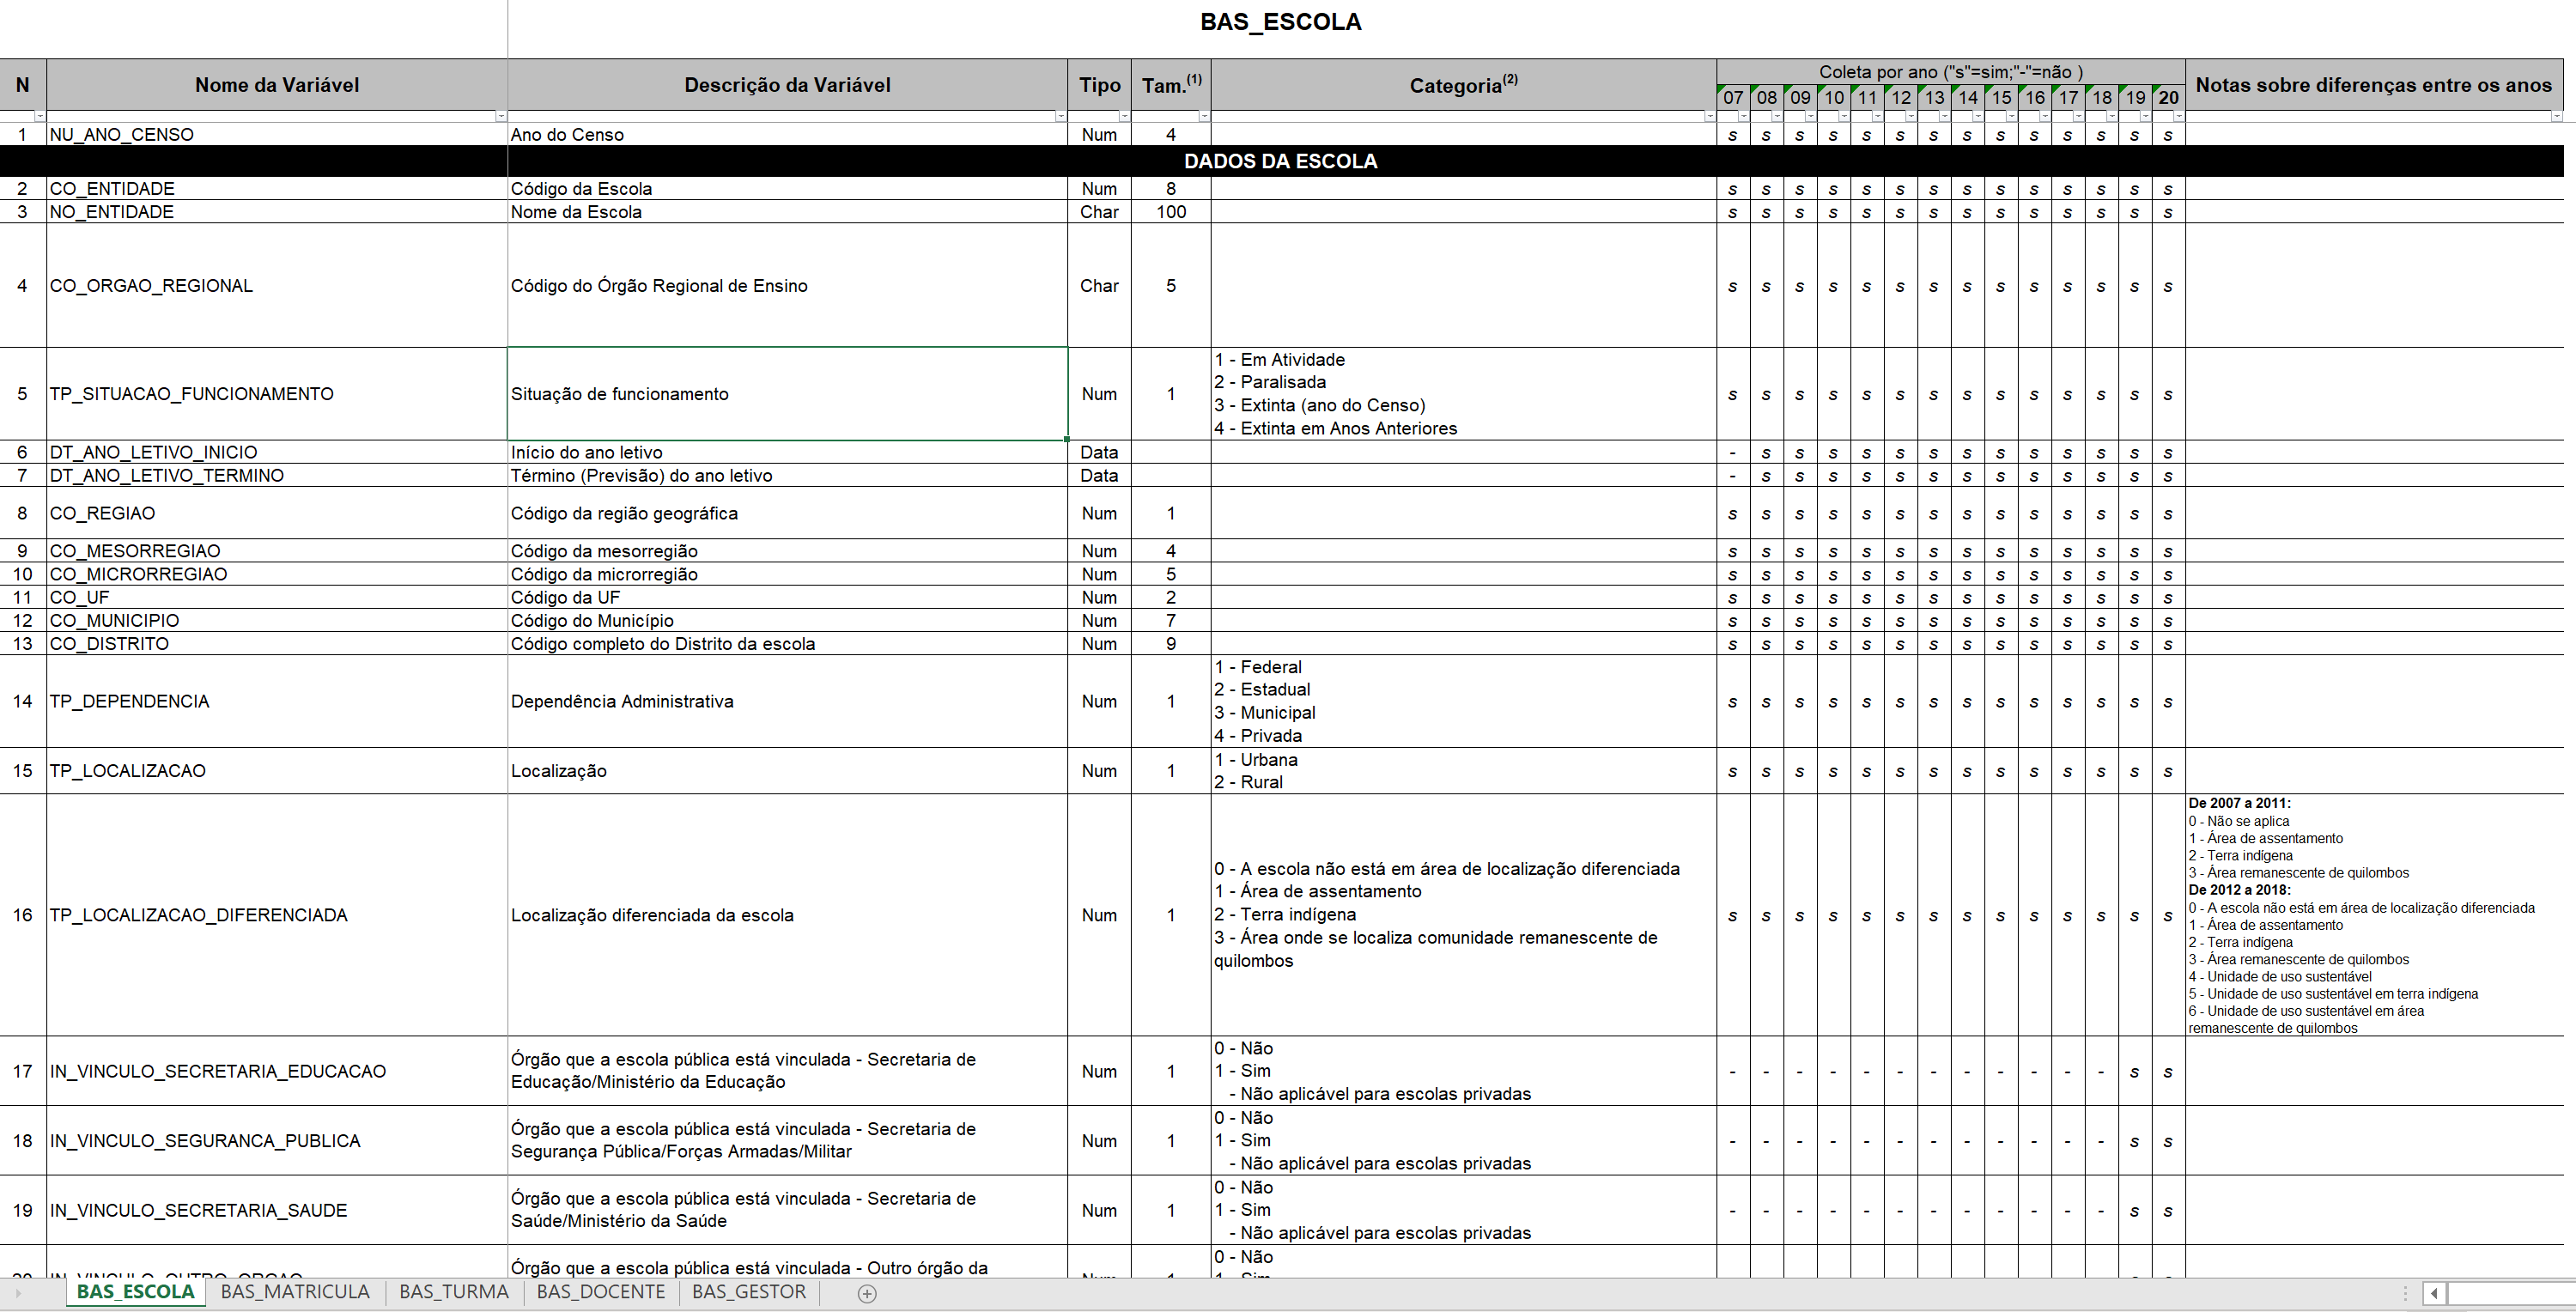 BAS_ESCOLA
N Nome da Variável Descrição da Variável Tipo Tam.(1) Categoria(2) Coleta por ano ("s"=sim;"-"=não ) Notas sobre diferenças entre os anos
07 08 09 10 11 12 13 14 15 16 17 18 19 20
1 NU_ANO_CENSO Ano do Censo Num 4 s s s s s s s s s s s s s s
DADOS DA ESCOLA
2 CO_ENTIDADE Código da Escola Num 8 s s s s s s s s s s s s s s
3 NO_ENTIDADE Nome da Escola Char 100 s s s s s s s s s s s s s s
4 CO_ORGAO_REGIONAL Código do Órgão Regional de Ensino Char 5 s s s s s s s s s s s s s s
5 TP_SITUACAO_FUNCIONAMENTO Situação de funcionamento Num 1
1 - Em Atividade
2 - Paralisada
3 - Extinta (ano do Censo)
4 - Extinta em Anos Anteriores
s s s s s s s s s s s s s s
6 DT_ANO_LETIVO_INICIO Início do ano letivo Data - s s s s s s s s s s s s s
7 DT_ANO_LETIVO_TERMINO Término (Previsão) do ano letivo Data - s s s s s s s s s s s s s
8 CO_REGIAO Código da região geográfica Num 1 s s s s s s s s s s s s s s
9 CO_MESORREGIAO Código da mesorregião Num 4 s s s s s s s s s s s s s s
10 CO_MICRORREGIAO Código da microrregião Num 5 s s s s s s s s s s s s s s
11 CO_UF Código da UF Num 2 s s s s s s s s s s s s s s
12 CO_MUNICIPIO Código do Município Num 7 s s s s s s s s s s s s s s
13 CO_DISTRITO Código completo do Distrito da escola Num 9 s s s s s s s s s s s s s s
14 TP_DEPENDENCIA Dependência Administrativa Num 1
1 - Federal
2 - Estadual
3 - Municipal
4 - Privada
s s s s s s s s s s s s s s
15 TP_LOCALIZACAO Localização Num 1
1 - Urbana
2 - Rural
s s s s s s s s s s s s s s
16 TP_LOCALIZACAO_DIFERENCIADA Localização diferenciada da escola Num 1
0 - A escola não está em área de localização diferenciada
1 - Área de assentamento
2 - Terra indígena
3 - Área onde se localiza comunidade remanescente de
quilombos
s s s s s s s s s s s s s s
De 2007 a 2011:
0 - Não se aplica
1 - Área de assentamento
2 - Terra indígena
3 - Área remanescente de quilombos
De 2012 a 2018:
0 - A escola não está em área de localização diferenciada
1 - Área de assentamento
2 - Terra indígena
3 - Área remanescente de quilombos
4 - Unidade de uso sustentável
5 - Unidade de uso sustentável em terra indígena
6 - Unidade de uso sustentável em área
remanescente de quilombos
17 IN_VINCULO_SECRETARIA_EDUCACAO
Órgão que a escola pública está vinculada - Secretaria de
Educação/Ministério da Educação
Num 1
0 - Não
1 - Sim
- Não aplicável para escolas privadas
- - - - - - - - - - - - s s
18 IN_VINCULO_SEGURANCA_PUBLICA
Órgão que a escola pública está vinculada - Secretaria de
Segurança Pública/Forças Armadas/Militar
Num 1
0 - Não
1 - Sim
- Não aplicável para escolas privadas
- - - - - - - - - - - - s s
19 IN_VINCULO_SECRETARIA_SAUDE
Órgão que a escola pública está vinculada - Secretaria de
Saúde/Ministério da Saúde
Num 1
0 - Não
1 - Sim
- Não aplicável para escolas privadas
- - - - - - - - - - - - s s
Órgão que a escola pública está vinculada - Outro órgão da
0 - Não
BAS_ESCOLA BAS_MATRICULA BAS_TURMA BAS_DOCENTE BAS_GESTOR